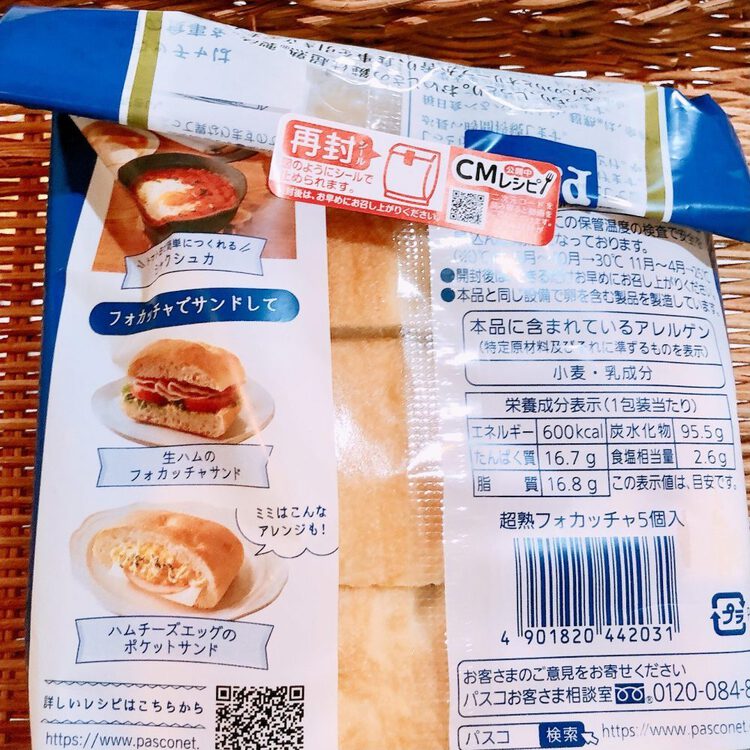 再封
シール
図のようにシールで
止められます。
開封後は、お早めにお召し上がりください。
公開中
CMレシピ
簡単につくれる
シャクシュカ
フォカッチャでサンドして
生ハムの
フォカッチャサンド
ミミはこんな
アレンジも!
ハムチーズエッグの
ポケットサンド
詳しいレシピはこちらから
https://www.pasconet.
の保管温度の検査で安全を
なっております。
10月→30℃ 11月~4月→25℃
お早めにお召し上がりください。
●本品と同じ設備で卵を含む製品を製造しています。
本品に含まれているアレルゲン
(特定原材料及びそれに準ずるものを表示)
小麦・乳成分
栄養成分表示(1包装当たり)
エネルギー 600kcal 炭水化物 95.5g
たんぱく質 16.7g 食塩相当量 2.6g
脂質 16.8g この表示値は、目安です。
超熟フォカッチャ5個入
4 901820 442031
プラ
お客さまのご意見をお寄せください
パスコお客さま相談室 0120-084-8
パスコ 検索 https://www.pasconet.